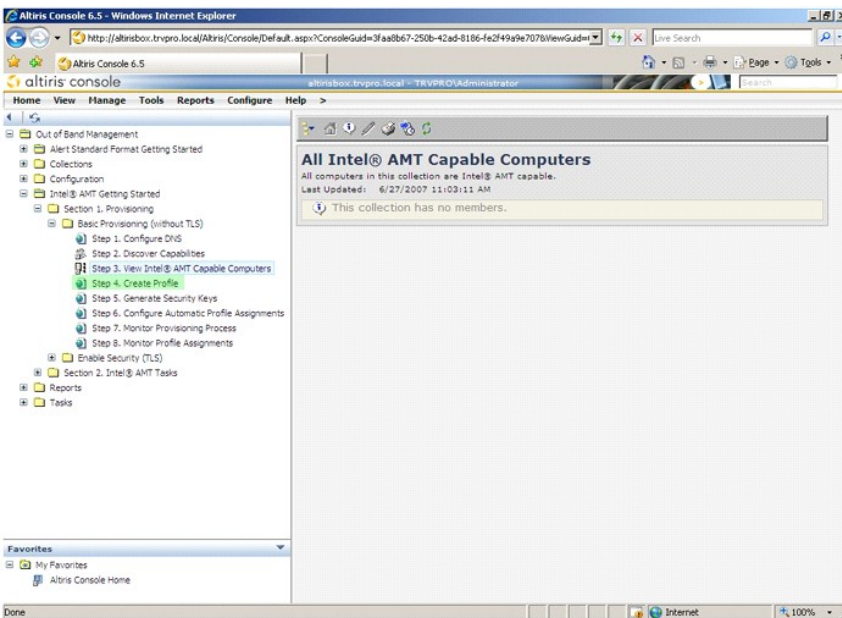 Altiris Console 6.5 - Windows Internet Explorer
http://altirisbox.trvpro.local/Altiris/Console/Default.aspx?ConsoleGuid=3faa8b67-250b-42ad-8186-fe2f49a9e707&ViewGuid=
Live Search
Altiris Console 6.5
Page
Tools
altiris console
altirisbox.trvpro.local - TRVPRO\Administrator
Search
Home View Manage Tools Reports Configure Help >
Out of Band Management
Alert Standard Format Getting Started
Collections
Configuration
Intel® AMT Getting Started
Section 1. Provisioning
Basic Provisioning (without TLS)
Step 1. Configure DNS
Step 2. Discover Capabilities
Step 3. View Intel® AMT Capable Computers
Step 4. Create Profile
Step 5. Generate Security Keys
Step 6. Configure Automatic Profile Assignments
Step 7. Monitor Provisioning Process
Step 8. Monitor Profile Assignments
Enable Security (TLS)
Section 2. Intel® AMT Tasks
Reports
Tasks
All Intel® AMT Capable Computers
All computers in this collection are Intel® AMT capable.
Last Updated: 6/27/2007 11:03:11 AM
This collection has no members.
Favorites
My Favorites
Altiris Console Home
Done
Internet
100%